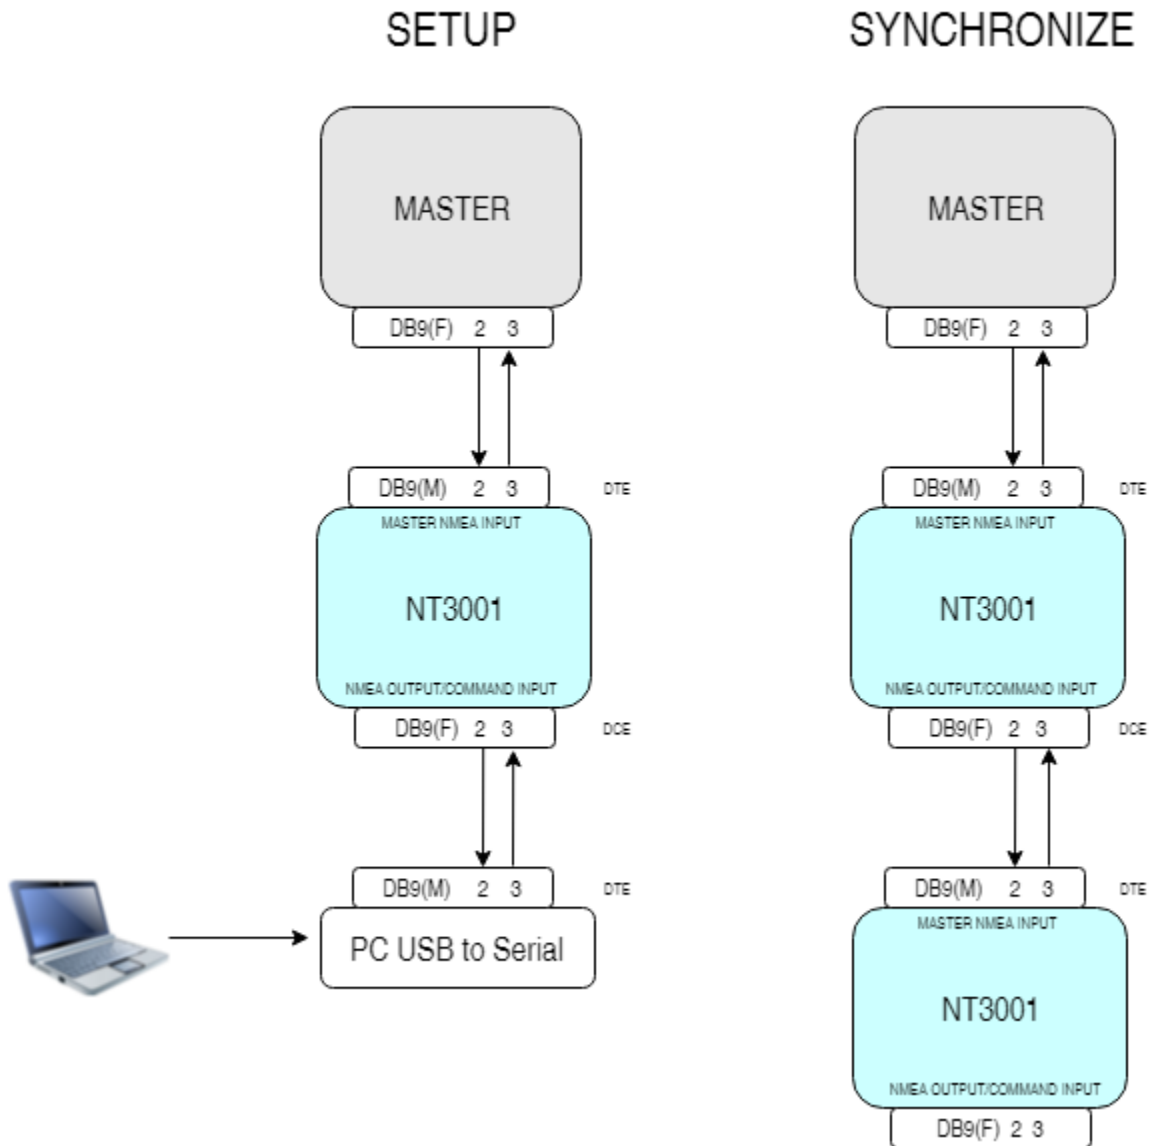 SETUP
MASTER
DB9(F) 2 3
DB9(M) 2 3 DTE
MASTER NMEA INPUT
NT3001
NMEA OUTPUT/COMMAND INPUT
DB9(F) 2 3 DCE
DB9(M) 2 3 DTE
PC USB to Serial
SYNCHRONIZE
MASTER
DB9(F) 2 3
DB9(M) 2 3 DTE
MASTER NMEA INPUT
NT3001
NMEA OUTPUT/COMMAND INPUT
DB9(F) 2 3 DCE
DB9(M) 2 3 DTE
MASTER NMEA INPUT
NT3001
NMEA OUTPUT/COMMAND INPUT
DB9(F) 2 3